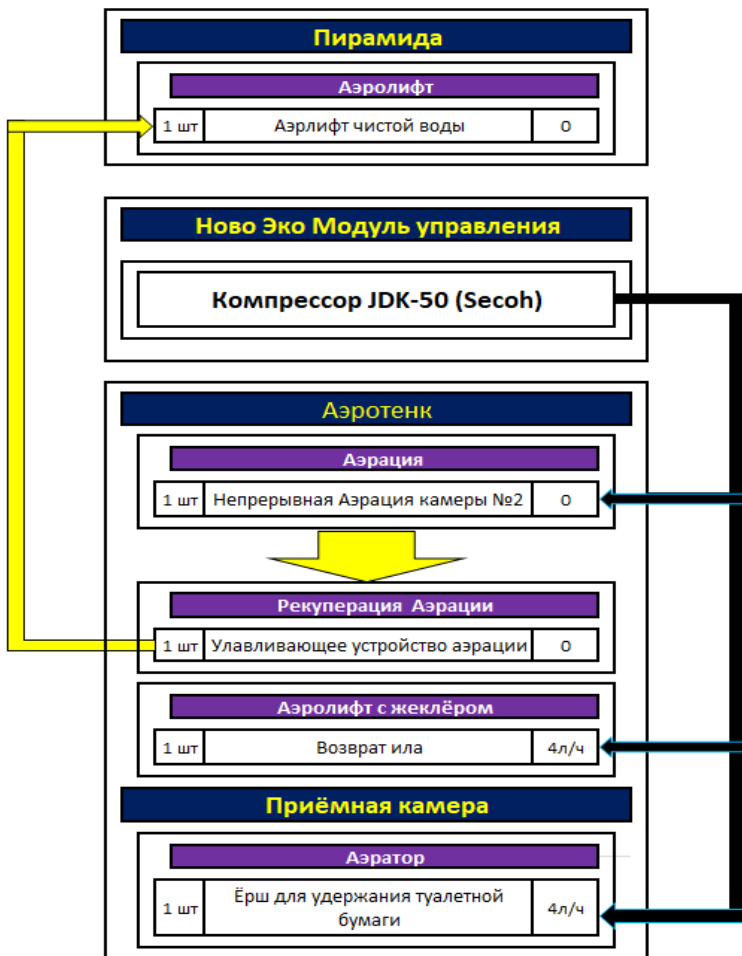 Пирамида
Аэролифт
1 шт Аэрлифт чистой воды 0
Ново Эко Модуль управления
Компрессор JDK-50 (Secoh)
Аэротенк
Аэрация
1 шт Непрерывная Аэрация камеры №2 0
Рекуперация Аэрации
1 шт Улавливающее устройство аэрации 0
Аэролифт с жеклёром
1 шт Возврат ила 4л/ч
Приёмная камера
Аэратор
1 шт Ёрш для удержания туалетной
бумаги 4л/ч